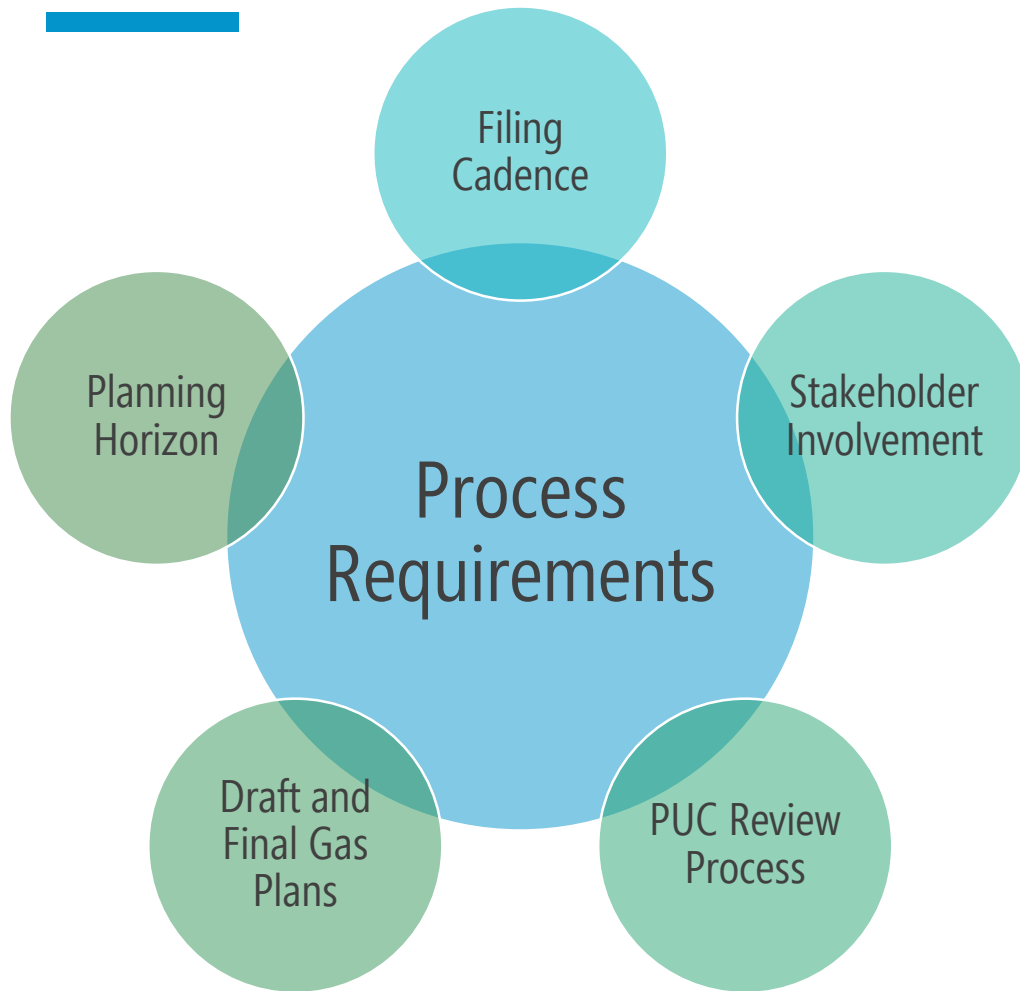 Filing
Cadence
Planning
Horizon
Stakeholder
Involvement
Process
Requirements
Draft and
Final Gas
Plans
PUC Review
Process